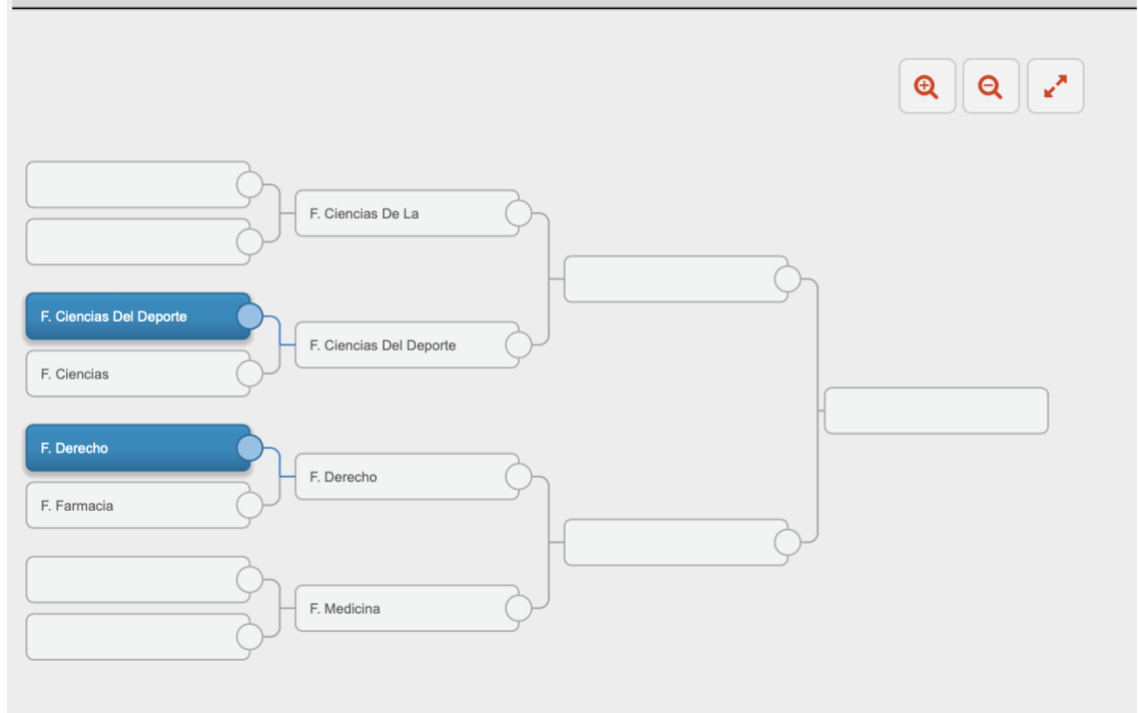 F. Ciencias De La
F. Ciencias Del Deporte
F. Ciencias Del Deporte
F. Ciencias
F. Derecho
F. Derecho
F. Farmacia
F. Medicina